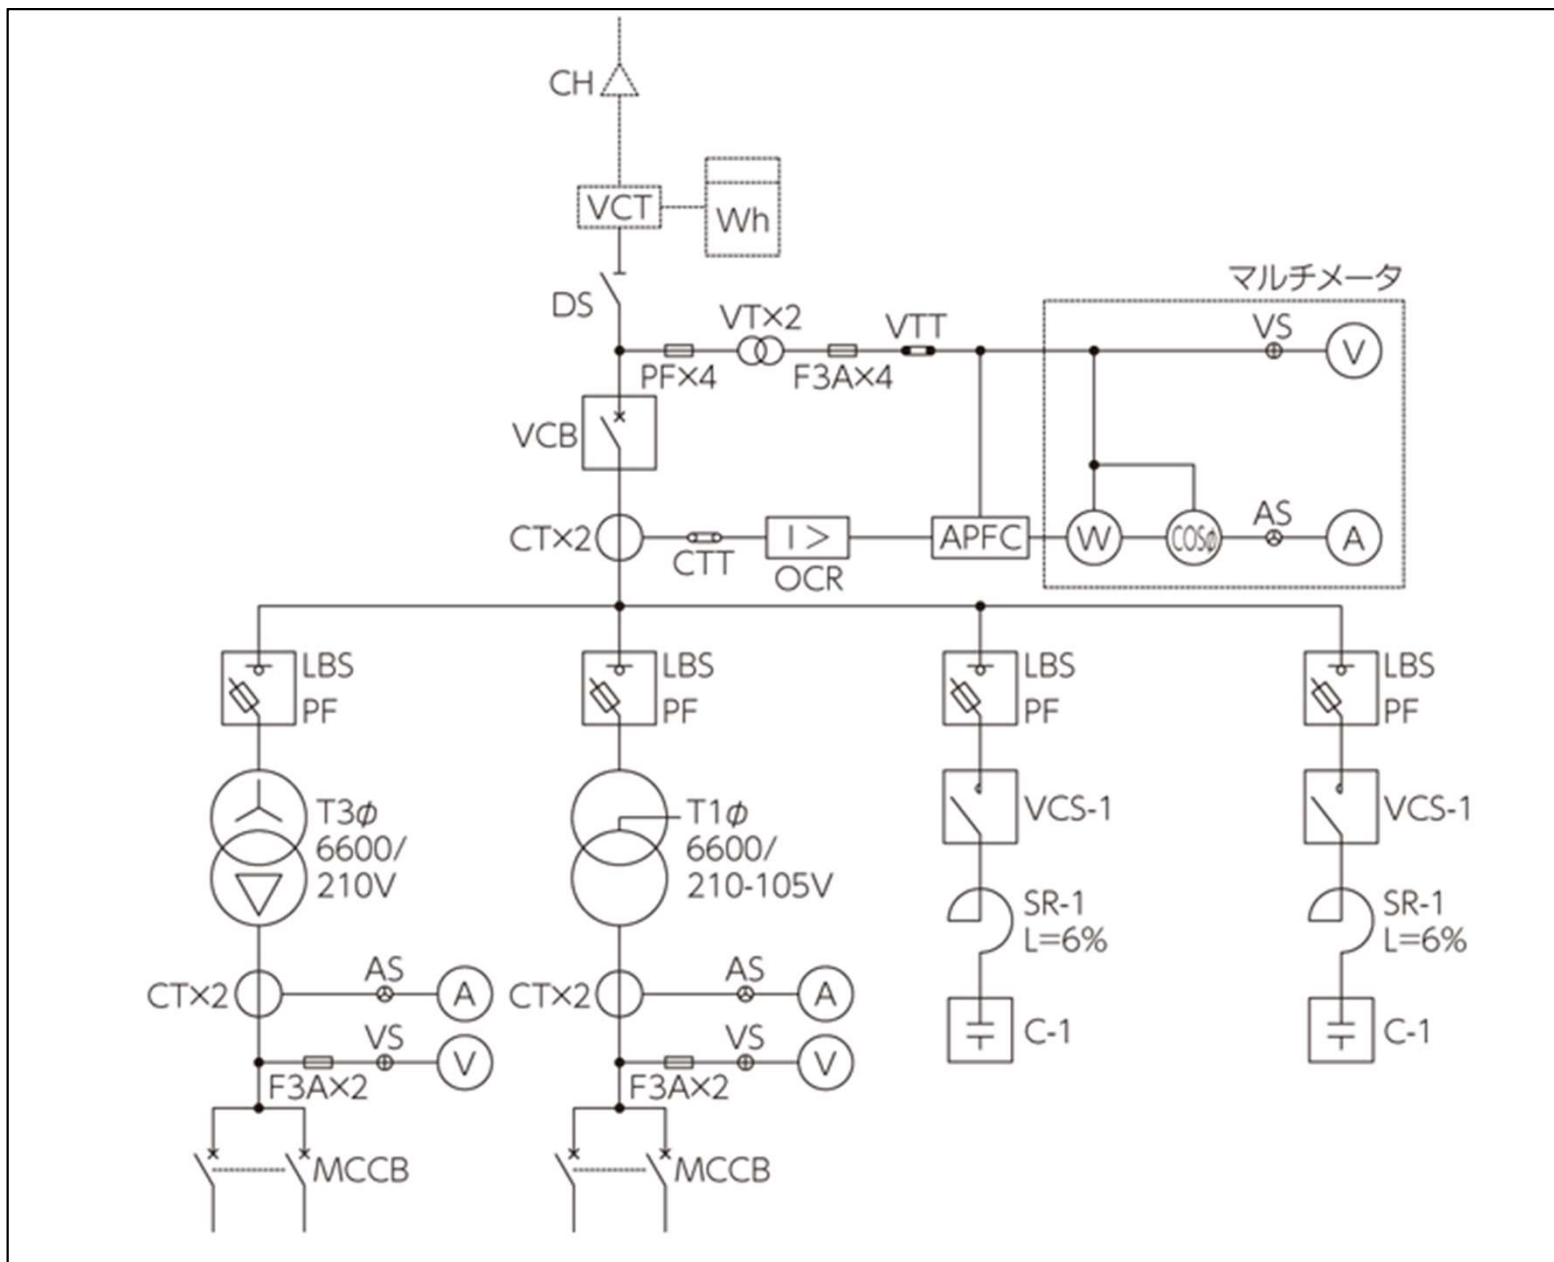 CH
VCT
Wh
DS
マルチメータ
VT×2
VTT
VS
V
PF×4
F3A×4
VCB
CT×2
CTT
I >
OCR
APFC
W
COSφ
AS
A
LBS
PF
LBS
PF
LBS
PF
LBS
PF
T3φ
6600/
210V
T1φ
6600/
210-105V
VCS-1
VCS-1
SR-1
L=6%
SR-1
L=6%
CT×2
AS
A
CT×2
AS
A
C-1
C-1
VS
V
F3A×2
VS
V
F3A×2
MCCB
MCCB